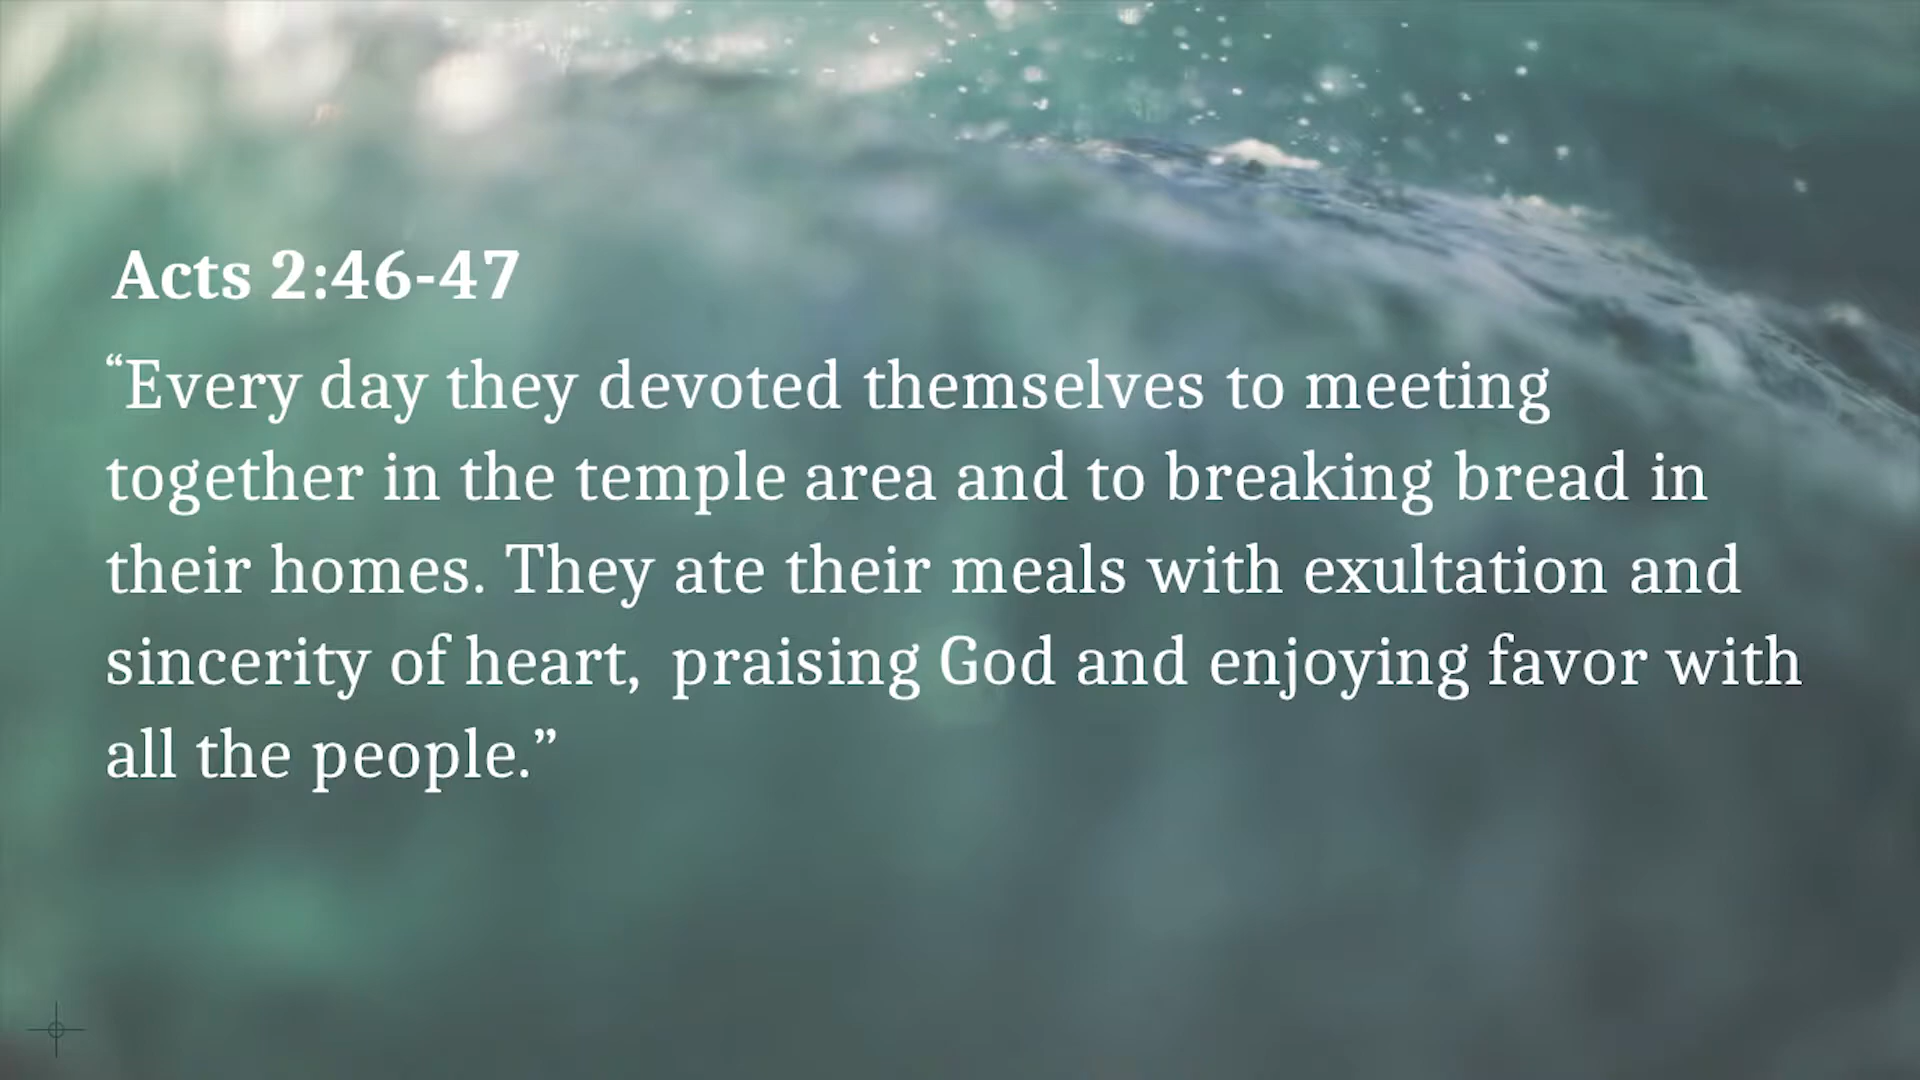 Acts 2:46-47
“Every day they devoted themselves to meeting
together in the temple area and to breaking bread in
their homes. They ate their meals with exultation and
sincerity of heart,  praising God and enjoying favor with
all the people.”